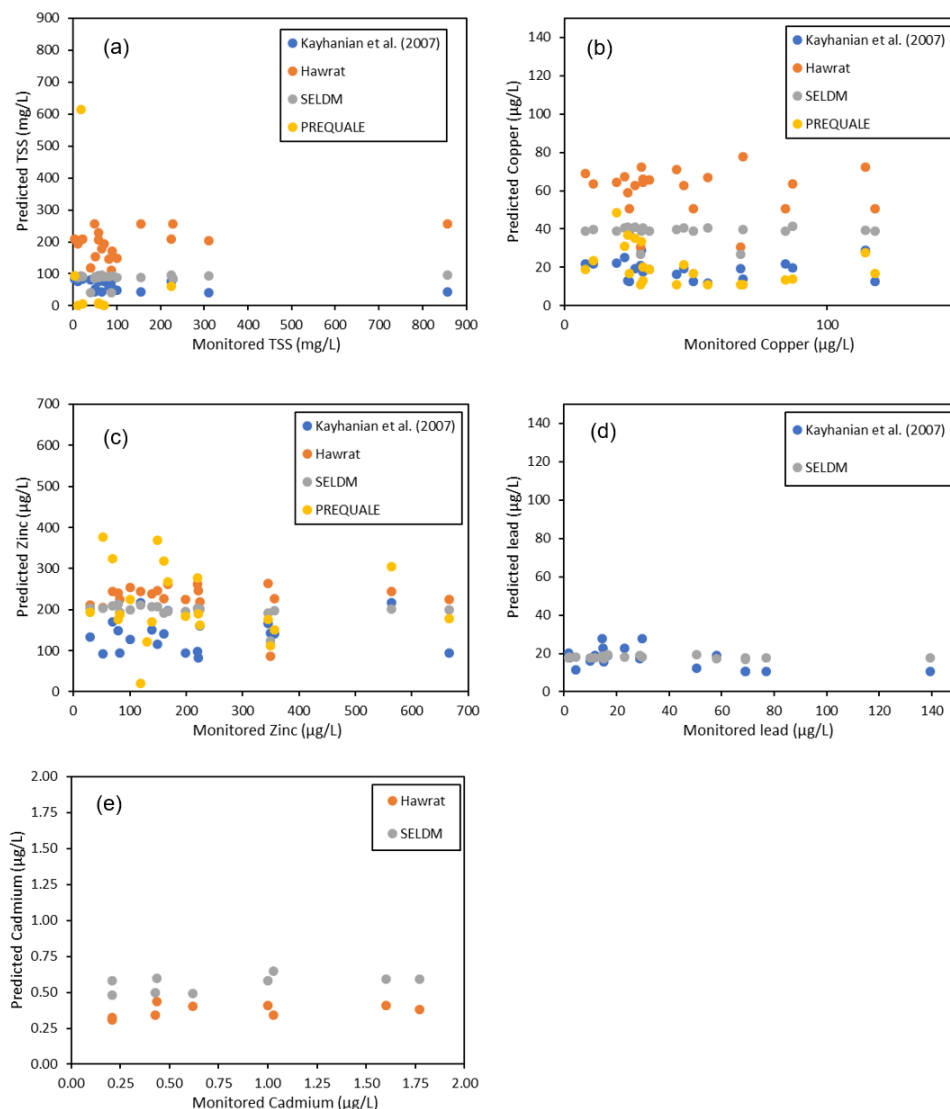 (a)
Kayhanian et al. (2007)
Hawrat
SELDM
PREQUALE
900
800
700
600
500
400
300
200
100
0
Predicted TSS (mg/L)
0 100 200 300 400 500 600 700 800 900
Monitored TSS (mg/L)
(b)
Kayhanian et al. (2007)
Hawrat
SELDM
PREQUALE
140
120
100
80
60
40
20
0
Predicted Copper (µg/L)
0 100
Monitored Copper (µg/L)
(c)
Kayhanian et al. (2007)
Hawrat
SELDM
PREQUALE
700
600
500
400
300
200
100
0
Predicted Zinc (µg/L)
0 100 200 300 400 500 600 700
Monitored Zinc (µg/L)
(d)
Kayhanian et al. (2007)
SELDM
140
120
100
80
60
40
20
0
Predicted lead (µg/L)
0 20 40 60 80 100 120 140
Monitored lead (µg/L)
(e)
Hawrat
SELDM
2.00
1.75
1.50
1.25
1.00
0.75
0.50
0.25
0.00
Predicted Cadmium (µg/L)
0.00 0.25 0.50 0.75 1.00 1.25 1.50 1.75 2.00
Monitored Cadmium (µg/L)